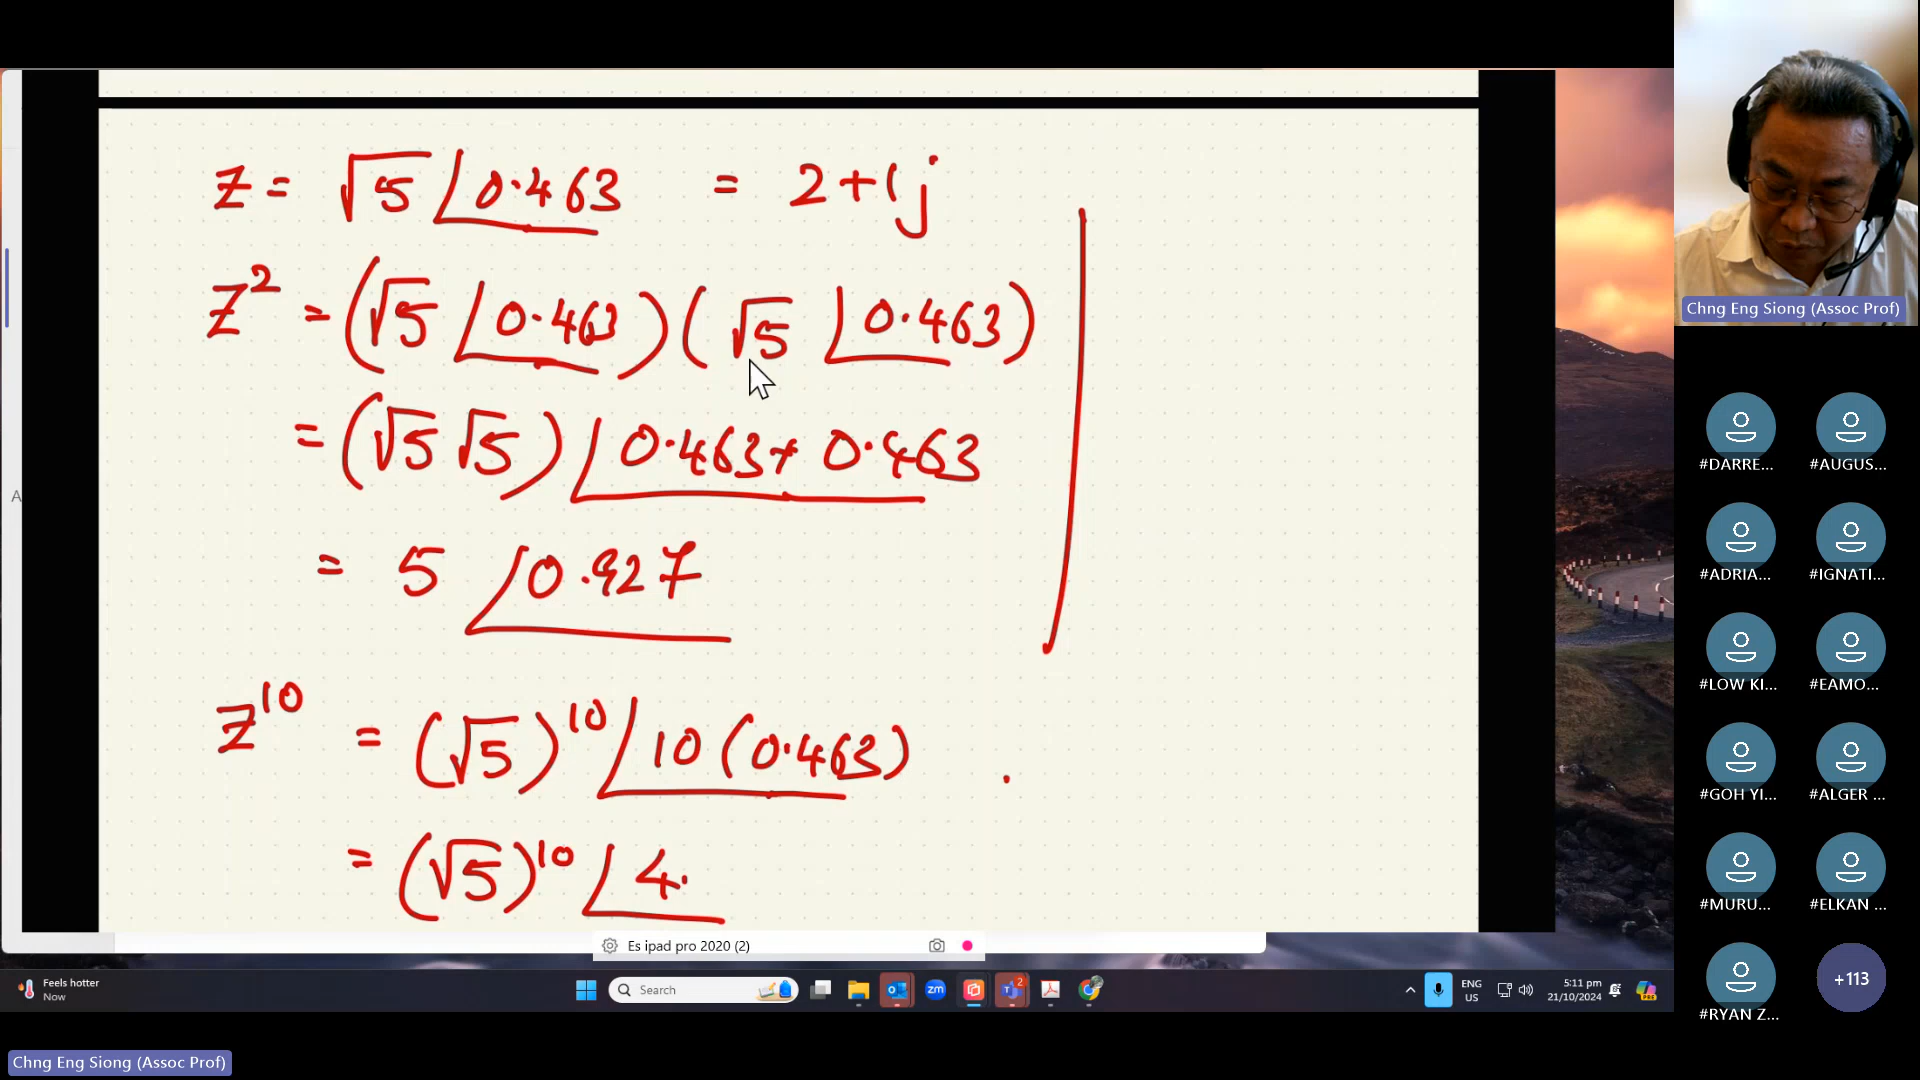 z = √5 ∠0.463 = 2+1j
z² = (√5 ∠0.463)(√5 ∠0.463)
= (√5 √5) ∠0.463+0.463
= 5 ∠0.927
z¹⁰ = (√5)¹⁰ ∠10(0.463) .
= (√5)¹⁰ ∠4.
A
Es ipad pro 2020 (2)
Feels hotter
Now
Search
zm
2
ENG
US
5:11 pm
21/10/2024
PRE
Chng Eng Siong (Assoc Prof)
Chng Eng Siong (Assoc Prof)
#DARRE... #AUGUS...
#ADRIA... #IGNATI...
#LOW KI... #EAMO...
#GOH YI... #ALGER ...
#MURU... #ELKAN ...
#RYAN Z... +113